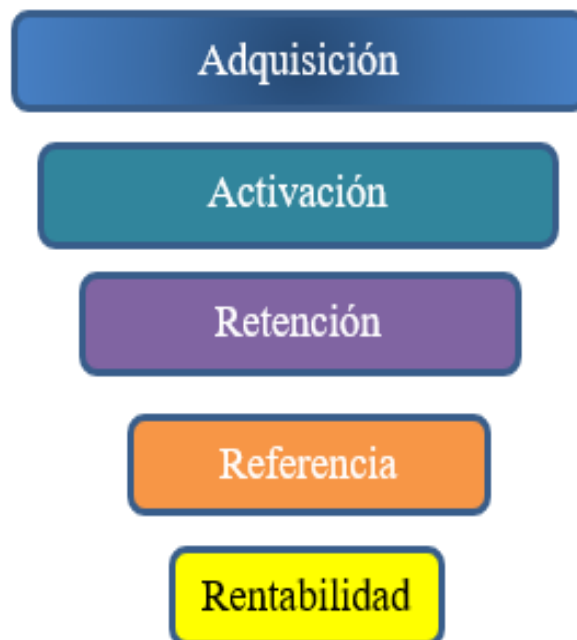 Adquisición
Activación
Retención
Referencia
Rentabilidad